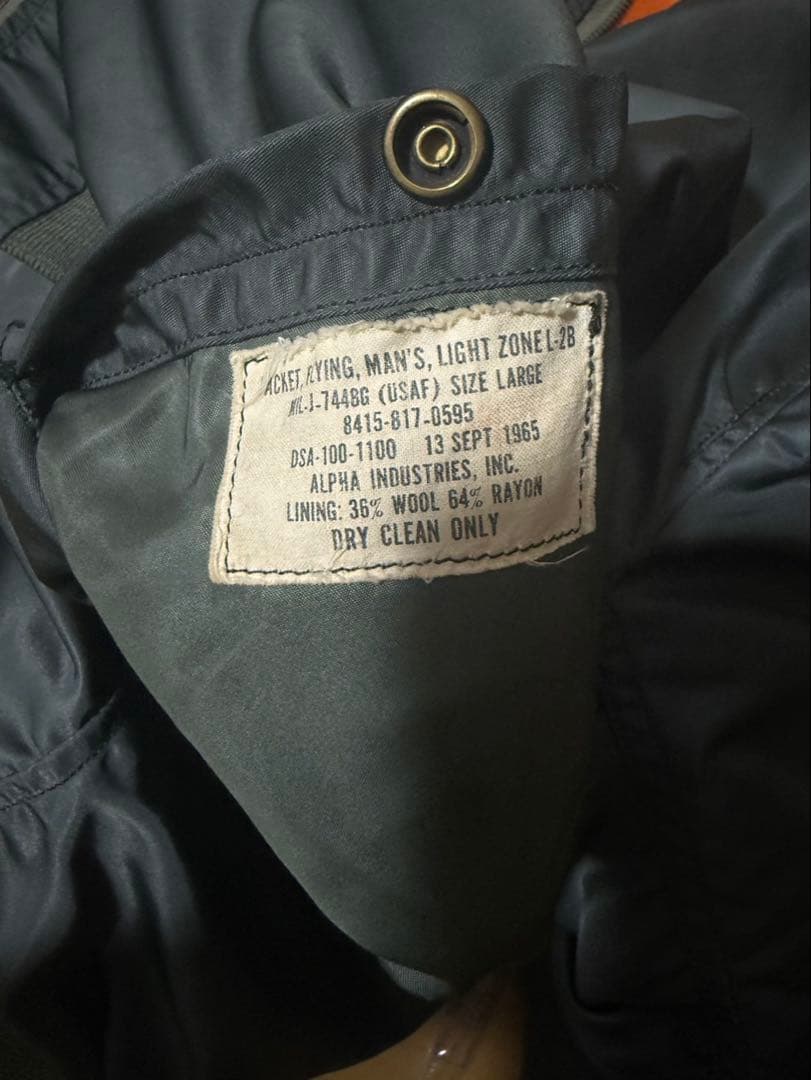 JACKET, FLYING, MAN'S, LIGHT ZONE L-2B
MIL-J-7448G (USAF) SIZE LARGE
8415-817-0595
DSA-100-1100 13 SEPT 1965
ALPHA INDUSTRIES, INC.
LINING: 36% WOOL 64% RAYON
DRY CLEAN ONLY